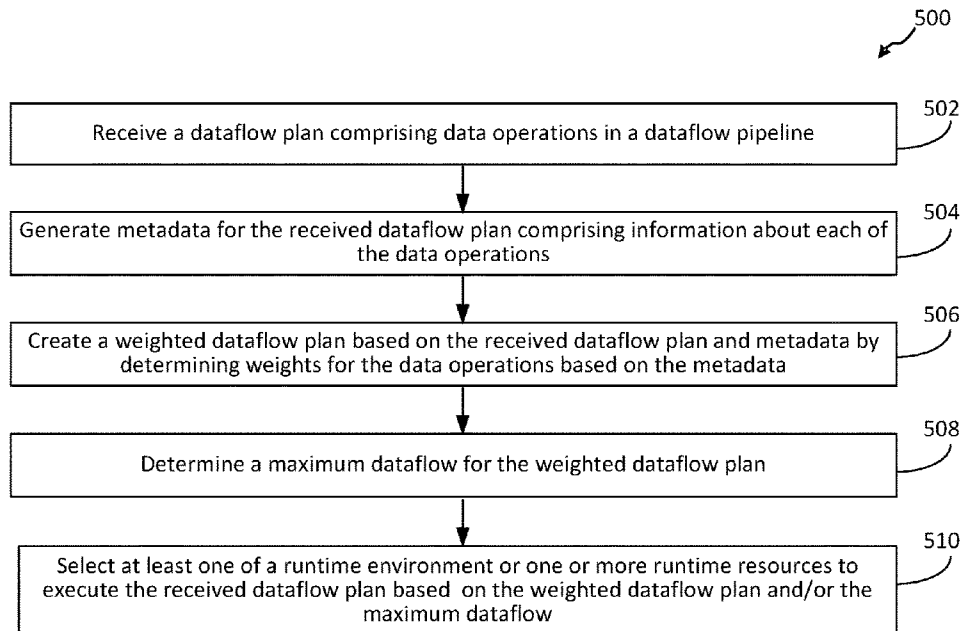 500
502
Receive a dataflow plan comprising data operations in a dataflow pipeline
504
Generate metadata for the received dataflow plan comprising information about each of
the data operations
506
Create a weighted dataflow plan based on the received dataflow plan and metadata by
determining weights for the data operations based on the metadata
508
Determine a maximum dataflow for the weighted dataflow plan
510
Select at least one of a runtime environment or one or more runtime resources to
execute the received dataflow plan based on the weighted dataflow plan and/or the
maximum dataflow